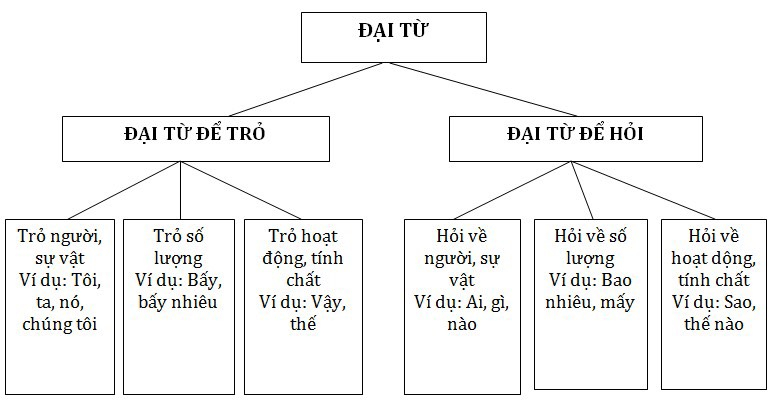 ĐẠI TỪ
ĐẠI TỪ ĐỂ TRỎ
ĐẠI TỪ ĐỂ HỎI
Trỏ người,
sự vật
Ví dụ: Tôi,
ta, nó,
chúng tôi
Trỏ số
lượng
Ví dụ: Bấy,
bấy nhiêu
Trỏ hoạt
động, tính
chất
Ví dụ: Vậy,
thế
Hỏi về
người, sự
vật
Ví dụ: Ai, gì,
nào
Hỏi về số
lượng
Ví dụ: Bao
nhiêu, mấy
Hỏi về
hoạt dộng,
tính chất
Ví dụ: Sao,
thế nào